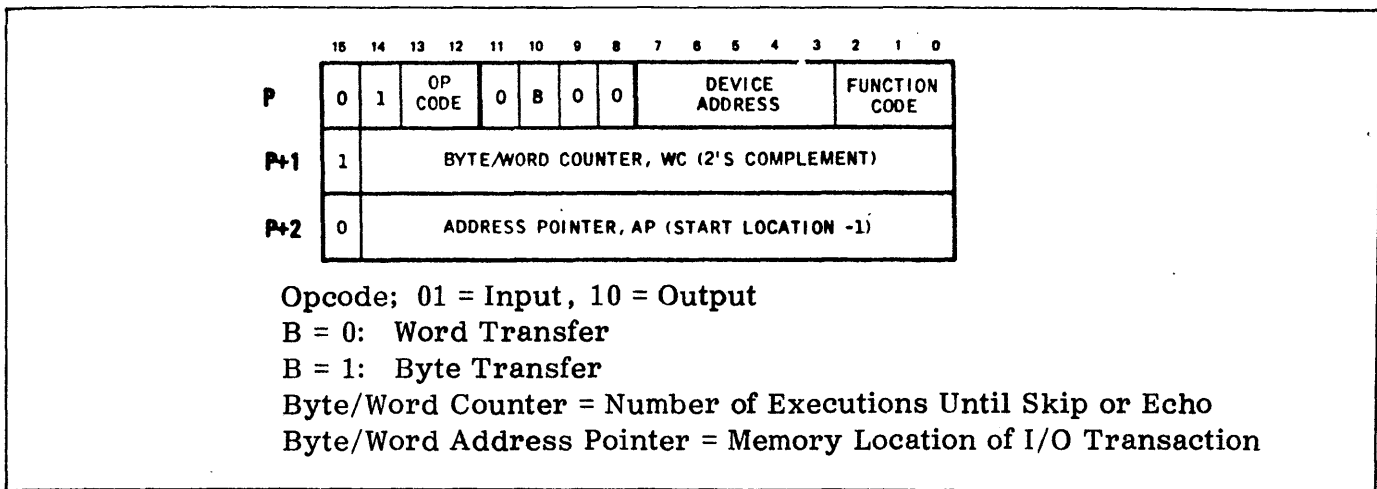 15 14 13 12 11 10 9 8 7 6 5 4 3 2 1 0
P 0 1 OP CODE 0 B 0 0 DEVICE ADDRESS FUNCTION CODE
P+1 1 BYTE/WORD COUNTER, WC (2'S COMPLEMENT)
P+2 0 ADDRESS POINTER, AP (START LOCATION -1)
Opcode; 01 = Input, 10 = Output
B = 0: Word Transfer
B = 1: Byte Transfer
Byte/Word Counter = Number of Executions Until Skip or Echo
Byte/Word Address Pointer = Memory Location of I/O Transaction